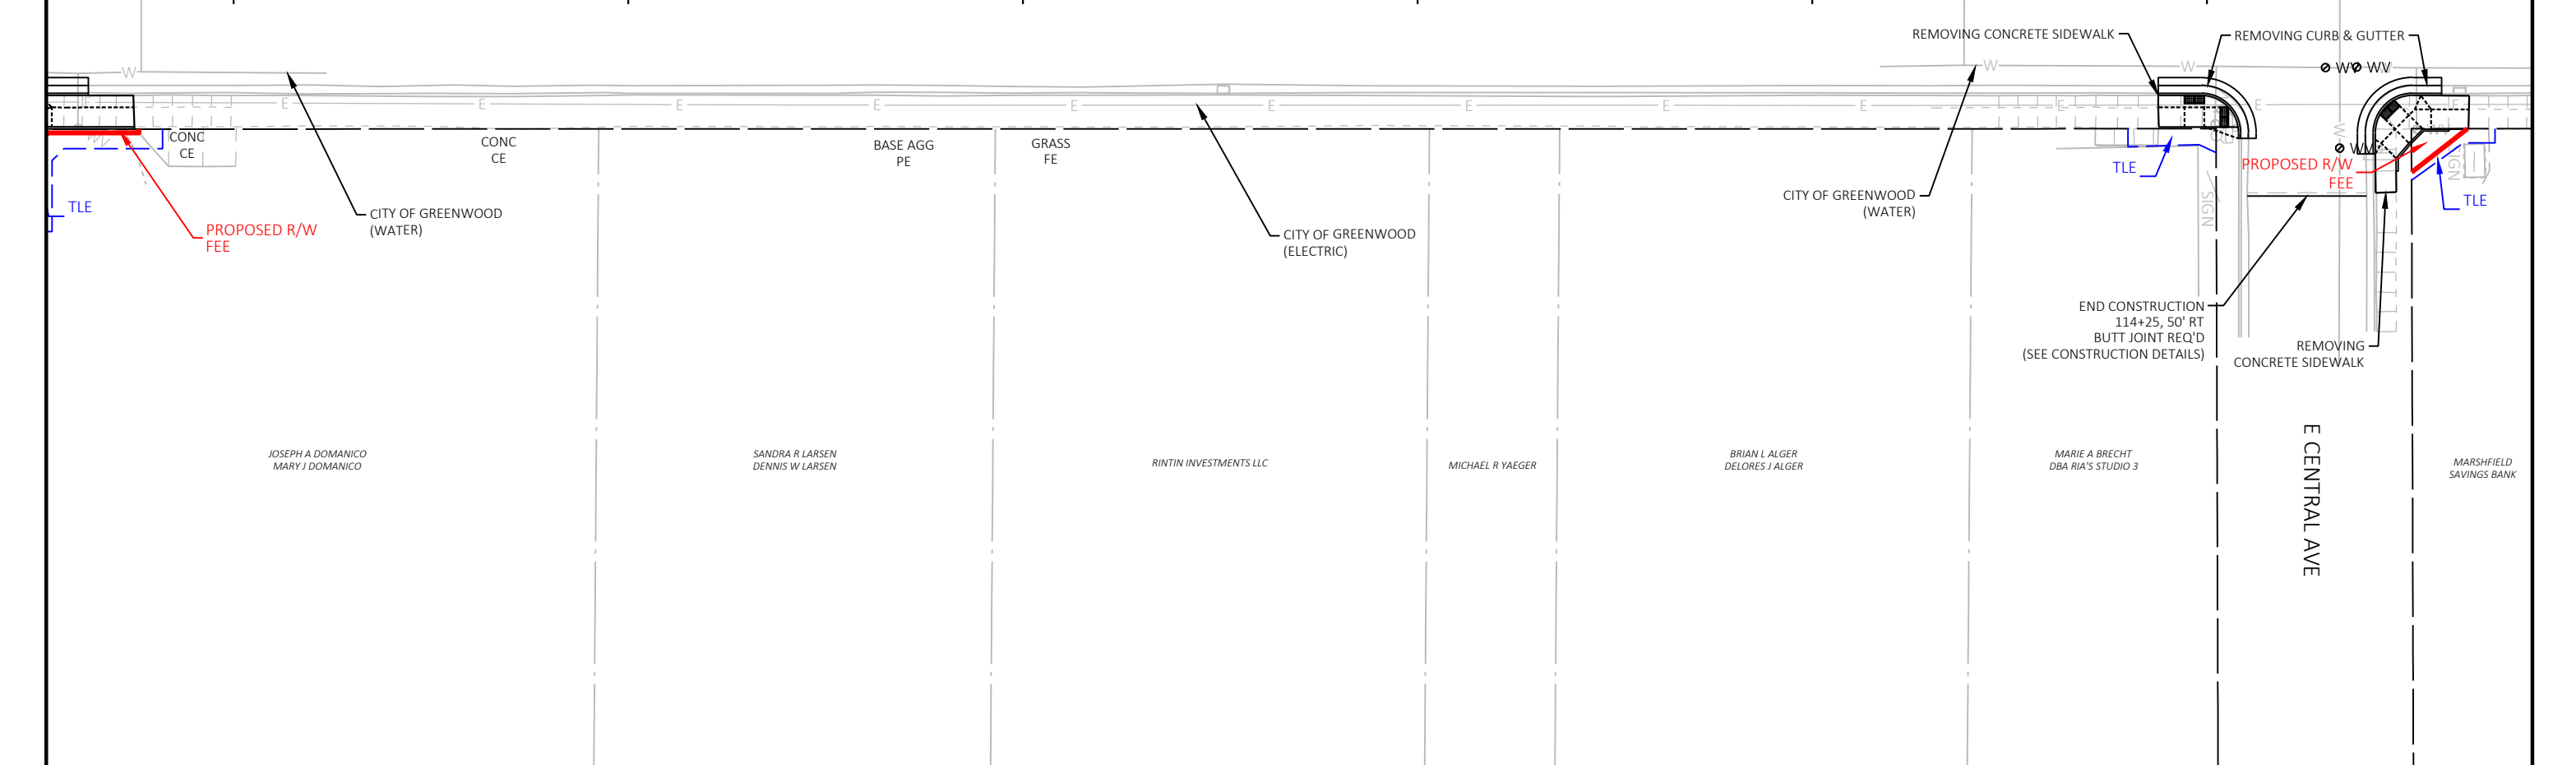 REMOVING CONCRETE SIDEWALK
REMOVING CURB & GUTTER
W
W
W
WV
WV
E
E
E
E
E
E
E
E
E
E
E
E
CONC
CE
CONC
CE
BASE AGG
PE
GRASS
FE
TLE
PROPOSED R/W
FEE
CITY OF GREENWOOD
(WATER)
CITY OF GREENWOOD
(ELECTRIC)
CITY OF GREENWOOD
(WATER)
TLE
PROPOSED R/W
FEE
TLE
SIGN
SIGN
W
END CONSTRUCTION
114+25, 50' RT
BUTT JOINT REQ'D
(SEE CONSTRUCTION DETAILS)
REMOVING
CONCRETE SIDEWALK
JOSEPH A DOMANICO
MARY J DOMANICO
SANDRA R LARSEN
DENNIS W LARSEN
RINTIN INVESTMENTS LLC
MICHAEL R YAEGER
BRIAN L ALGER
DELORES J ALGER
MARIE A BRECHT
DBA RIA'S STUDIO 3
E CENTRAL AVE
MARSHFIELD
SAVINGS BANK